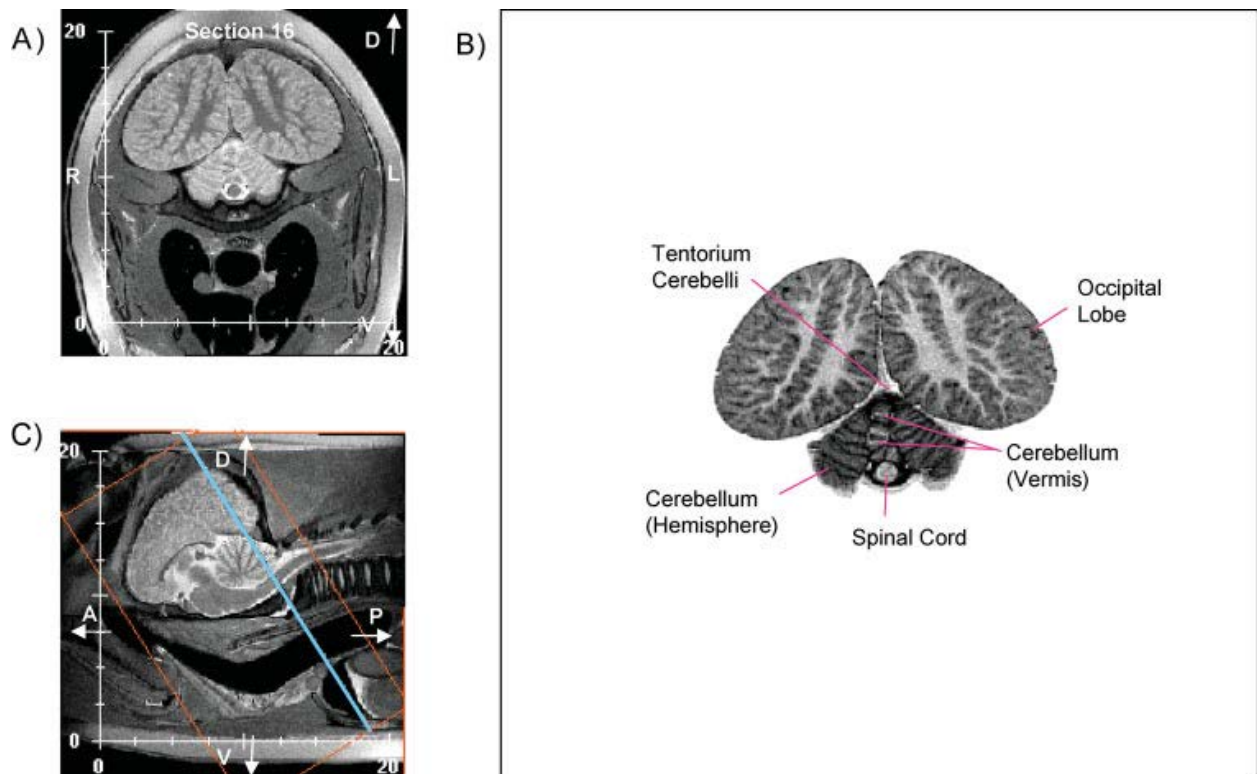 A)
20
Section 16
D
R
L
0
V
20
B)
Tentorium
Cerebelli
Occipital
Lobe
Cerebellum
(Vermis)
Cerebellum
(Hemisphere)
Spinal Cord
C)
20
D
A
P
0
V
0
20